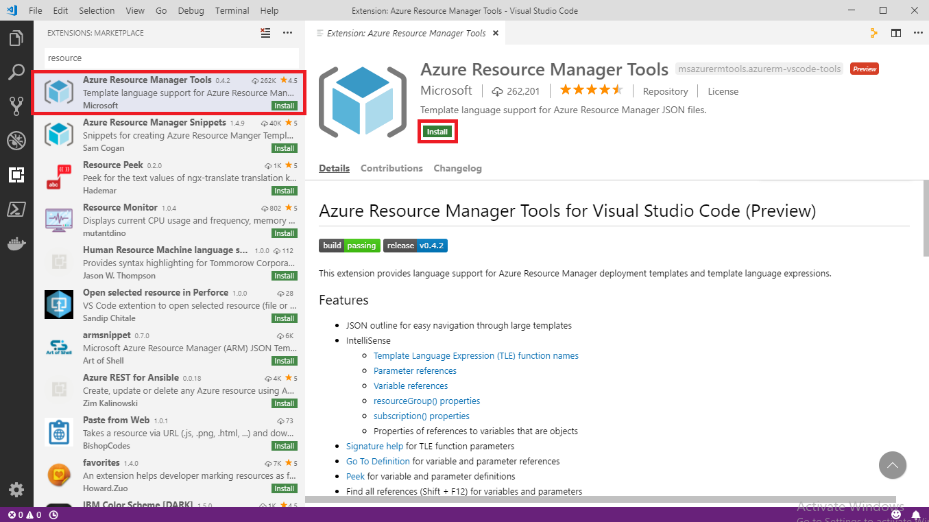 File Edit Selection View Go Debug Terminal Help
Extension: Azure Resource Manager Tools - Visual Studio Code
EXTENSIONS: MARKETPLACE
resource
Azure Resource Manager Tools 0.4.2 262K 4.5
Template language support for Azure Resource Man...
Microsoft Install
Azure Resource Manager Snippets 1.4.9 40K 5
Snippets for creating Azure Resource Manger Templ...
Sam Cogan Install
Resource Peek 0.2.0 1K 5
Peek for the text values of ngx-translate translation k...
Hademar Install
Resource Monitor 1.0.4 802 5
Displays current CPU usage and frequency, memory ...
mutantdino Install
Human Resource Machine language s... 1.0.0 112
Provides syntax highlighting for Tommorow Corpora...
Jason W. Thompson Install
Open selected resource in Perforce 1.0.0 28
VS Code extention to open selected resource (file or ...
Sandip Chitale Install
armsnippet 0.7.0 6K
Microsoft Azure Resource Manager (ARM) JSON Tem...
Art of Shell Install
Azure REST for Ansible 0.0.18 4K 5
Create, update or delete any Azure resource using A...
Zim Kalinowski Install
Paste from Web 1.0.1 73
Takes a resource via URL (.js, .png, .html, ...) and dow...
BishopCodes Install
favorites 1.4.0 7K 5
An extension helps developer marking resources as f...
Howard.Zuo Install
IBM Color Scheme [DARK] 1.5.9 1K 4.5
Extension: Azure Resource Manager Tools
Azure Resource Manager Tools msazurermtools.azurerm-vscode-tools Preview
Microsoft 262,201 Repository License
Template language support for Azure Resource Manager JSON files.
Install
Details Contributions Changelog
Azure Resource Manager Tools for Visual Studio Code (Preview)
build passing release v0.4.2
This extension provides language support for Azure Resource Manager deployment templates and template language expressions.
Features
JSON outline for easy navigation through large templates
IntelliSense
Template Language Expression (TLE) function names
Parameter references
Variable references
resourceGroup() properties
subscription() properties
Properties of references to variables that are objects
Signature help for TLE function parameters
Go To Definition for variable and parameter references
Peek for variable and parameter definitions
Find all references (Shift + F12) for variables and parameters
Activate Windows
Go to Settings to activate Wi
0 0